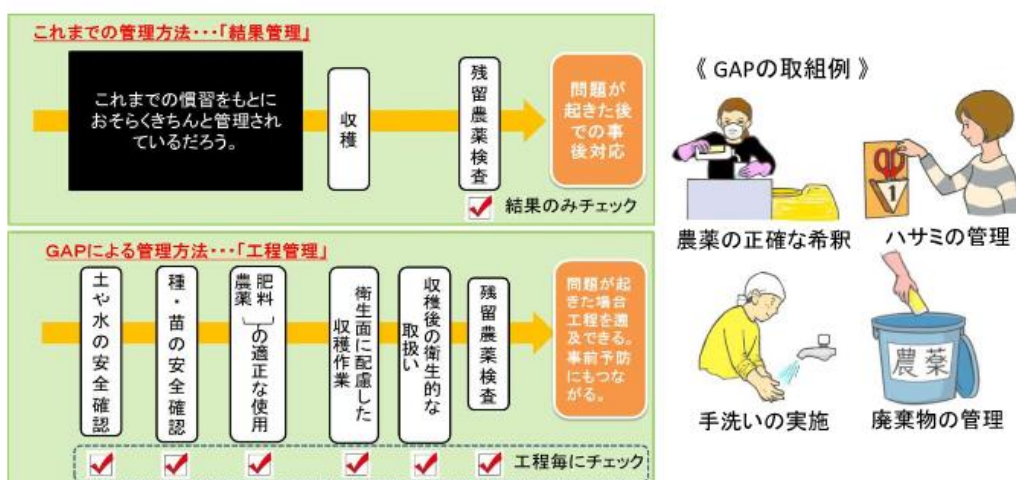 これまでの管理方法・・・「結果管理」
これまでの慣習をもとに
おそらくきちんと管理され
ているだろう。
収穫
残留農薬検査
問題が
起きた後
での事
後対応
結果のみチェック
GAPによる管理方法・・・「工程管理」
土や水の安全確認
種・苗の安全確認
肥料
農薬
の適正な使用
衛生面に配慮した
収穫作業
収穫後の衛生的な
取扱い
残留農薬検査
問題が起
きた場合
工程を遡
及できる。
事前予防
にもつな
がる。
工程毎にチェック
《 GAPの取組例 》
1
農薬の正確な希釈
ハサミの管理
農薬
手洗いの実施
廃棄物の管理